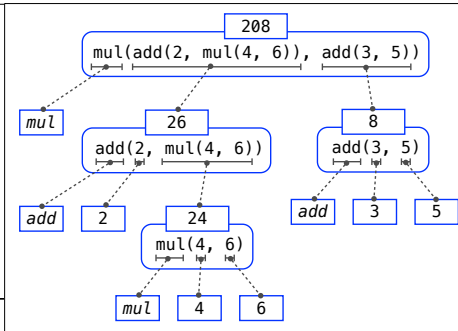 208
mul(add(2, mul(4, 6)), add(3, 5))
mul
26
8
add(2, mul(4, 6))
add(3, 5)
add
2
24
add
3
5
mul(4, 6)
mul
4
6